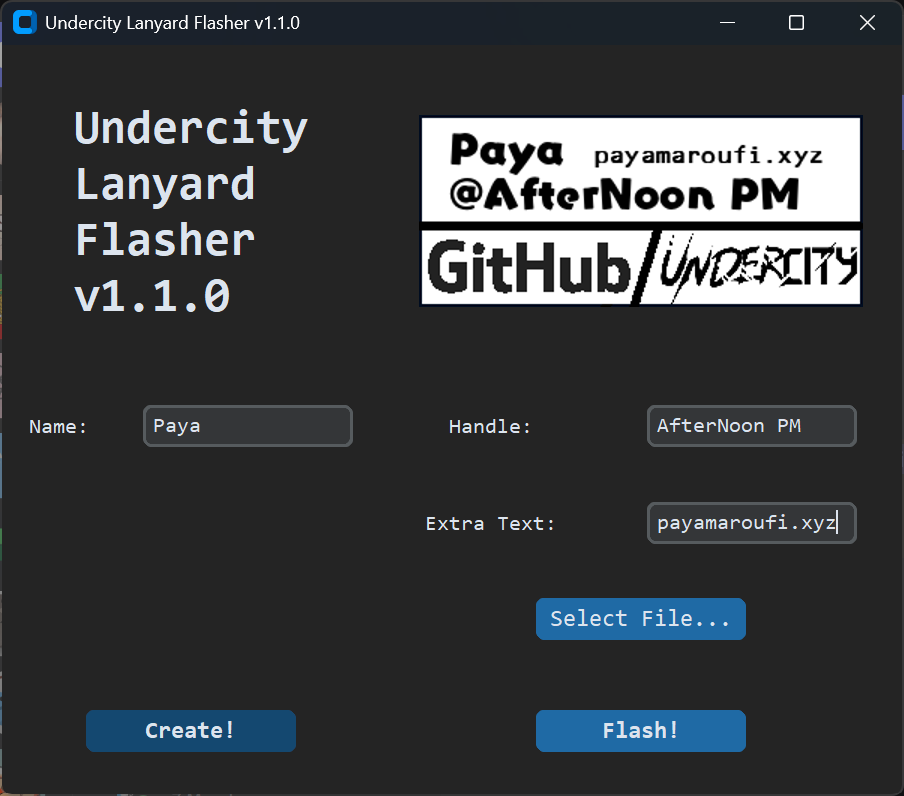 Undercity Lanyard Flasher v1.1.0
Undercity
Lanyard
Flasher
v1.1.0
Paya payamaroufi.xyz
@AfterNoon PM
GitHub/UNDERCITY
Name: Paya
Handle: AfterNoon PM
Extra Text: payamaroufi.xyz
Select File...
Create!
Flash!